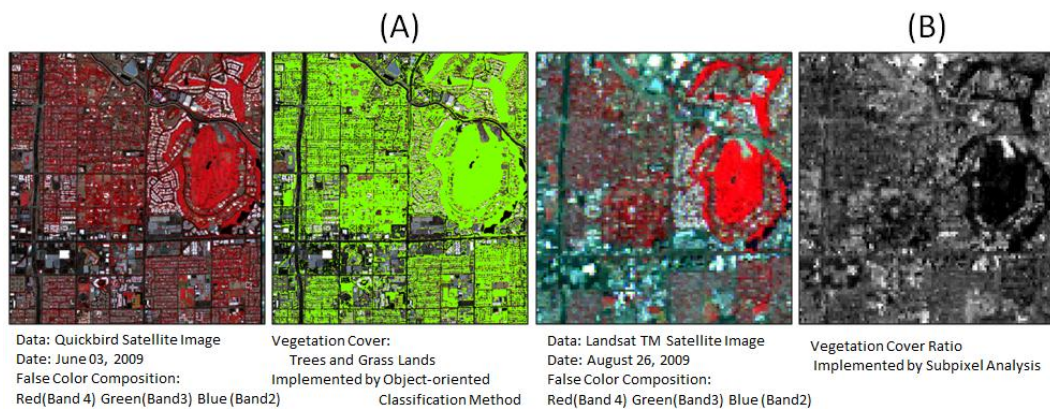 (A)
(B)
Data: Quickbird Satellite Image
Date: June 03, 2009
False Color Composition:
Red(Band 4) Green(Band3) Blue (Band2)
Vegetation Cover:
Trees and Grass Lands
Implemented by Object-oriented
Classification Method
Data: Landsat TM Satellite Image
Date: August 26, 2009
False Color Composition:
Red(Band 4) Green(Band3) Blue(Band2)
Vegetation Cover Ratio
Implemented by Subpixel Analysis